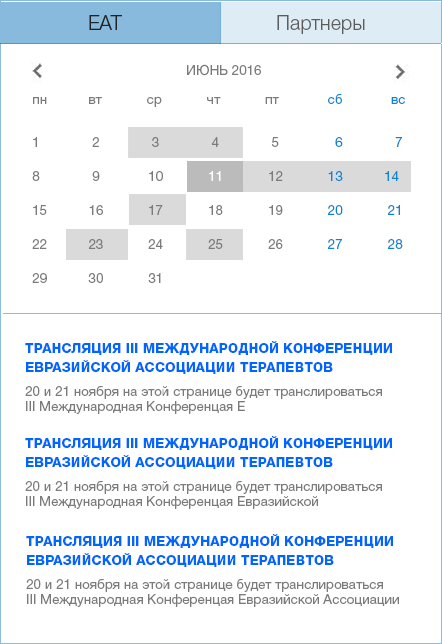 ЕАТ Партнеры
ИЮНЬ 2016
пн вт ср чт пт сб вс
1 2 3 4 5 6 7
8 9 10 11 12 13 14
15 16 17 18 19 20 21
22 23 24 25 26 27 28
29 30 31
ТРАНСЛЯЦИЯ III МЕЖДУНАРОДНОЙ КОНФЕРЕНЦИИ
ЕВРАЗИЙСКОЙ АССОЦИАЦИИ ТЕРАПЕВТОВ
20 и 21 ноября на этой странице будет транслироваться
III Международная Конференцая Е
ТРАНСЛЯЦИЯ III МЕЖДУНАРОДНОЙ КОНФЕРЕНЦИИ
ЕВРАЗИЙСКОЙ АССОЦИАЦИИ ТЕРАПЕВТОВ
20 и 21 ноября на этой странице будет транслироваться
III Международная Конференцая Евразийской
ТРАНСЛЯЦИЯ III МЕЖДУНАРОДНОЙ КОНФЕРЕНЦИИ
ЕВРАЗИЙСКОЙ АССОЦИАЦИИ ТЕРАПЕВТОВ
20 и 21 ноября на этой странице будет транслироваться
III Международная Конференцая Евразийской Ассоциации